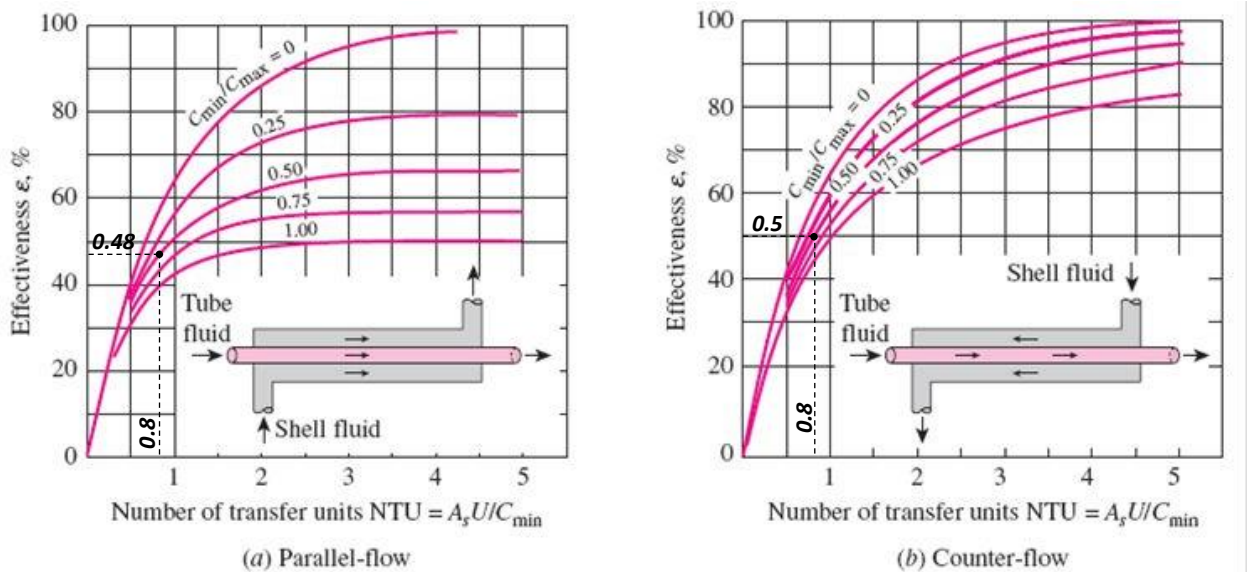 100
80
60
40
20
0
Effectiveness ε, %
C_min/C_max = 0
0.25
0.50
0.75
1.00
0.48
0.8
Tube
fluid
Shell fluid
1 2 3 4 5
Number of transfer units NTU = A_sU/C_min
(a) Parallel-flow
100
80
60
40
20
0
Effectiveness ε, %
C_min/C_max = 0
0.25
0.50
0.75
1.00
0.5
0.8
Shell fluid
Tube
fluid
1 2 3 4 5
Number of transfer units NTU = A_sU/C_min
(b) Counter-flow